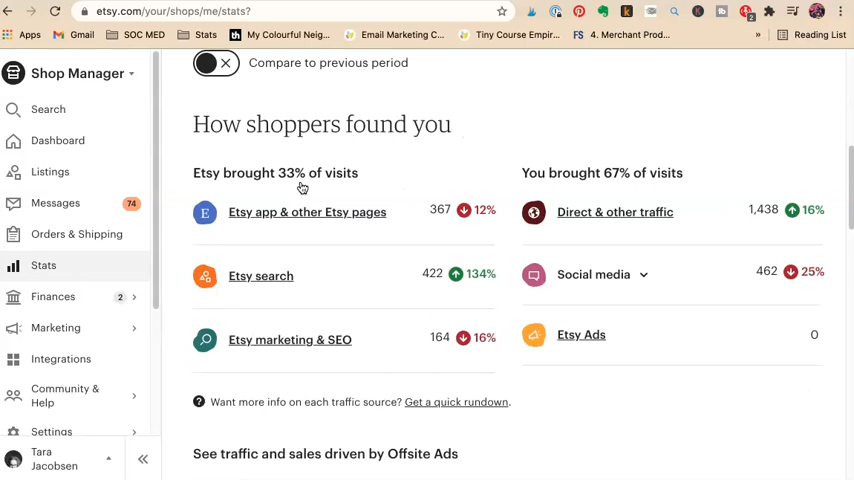 etsy.com/your/shops/me/stats?
Apps Gmail SOC MED Stats th My Colourful Neig... Email Marketing C... Tiny Course Empir... FS 4. Merchant Prod... » Reading List
Shop Manager
Search
Dashboard
Listings
Messages 74
Orders & Shipping
Stats
Finances 2
Marketing
Integrations
Community &
Help
Settings
Tara
Jacobsen
Compare to previous period
How shoppers found you
Etsy brought 33% of visits
E Etsy app & other Etsy pages 367 12%
Etsy search 422 134%
Etsy marketing & SEO 164 16%
You brought 67% of visits
Direct & other traffic 1,438 16%
Social media 462 25%
Etsy Ads 0
? Want more info on each traffic source? Get a quick rundown.
See traffic and sales driven by Offsite Ads